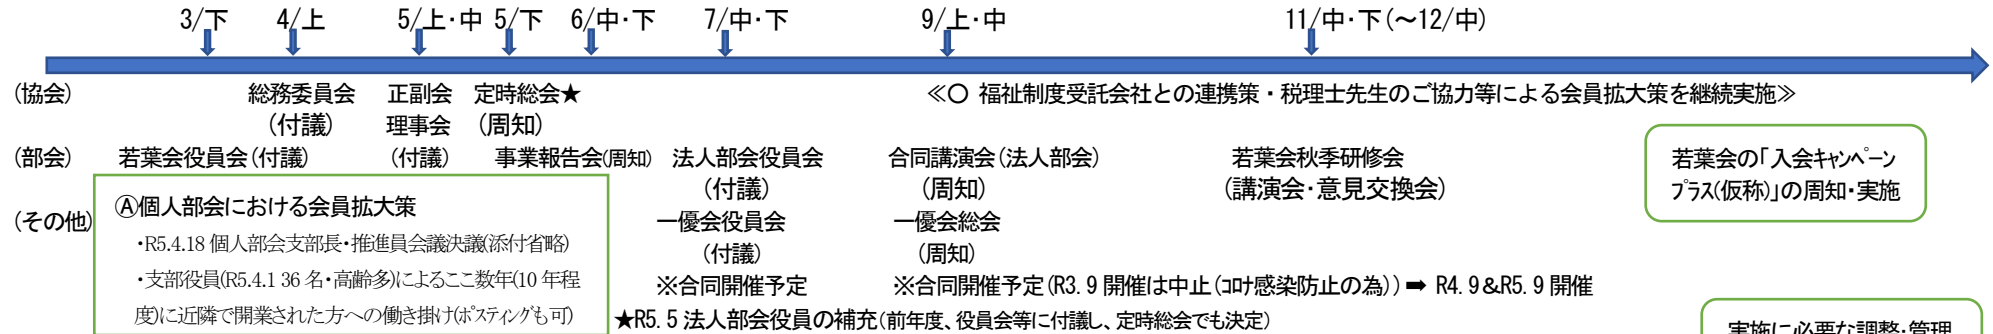 3/下 4/上 5/上・中 5/下 6/中・下 7/中・下 9/上・中 11/中・下(～12/中)
(協会) 総務委員会 正副会 定時総会★ ≪○ 福祉制度受託会社との連携策・税理士先生のご協力等による会員拡大策を継続実施≫
(付議) 理事会 (周知)
(部会) 若葉会役員会(付議) (付議) 事業報告会(周知) 法人部会役員会 合同講演会(法人部会) 若葉会秋季研修会
(付議) (周知) (講演会・意見交換会)
若葉会の「入会キャンペーン
プラス(仮称)」の周知・実施
(その他) 一優会役員会 一優会総会
(付議) (周知)
※合同開催予定 ※合同開催予定(R3.9開催は中止(コロナ感染防止の為))➡ R4.9&R5.9開催
Ⓐ個人部会における会員拡大策
・R5.4.18 個人部会支部長・推進員会議決議(添付省略)
・支部役員(R5.4.1 36名・高齢多)によるここ数年(10年程
度)に近隣で開業された方への働き掛け(ポスティングも可)
★R5.5法人部会役員の補充(前年度、役員会等に付議し、定時総会でも決定)
実施に必要な調整・管理